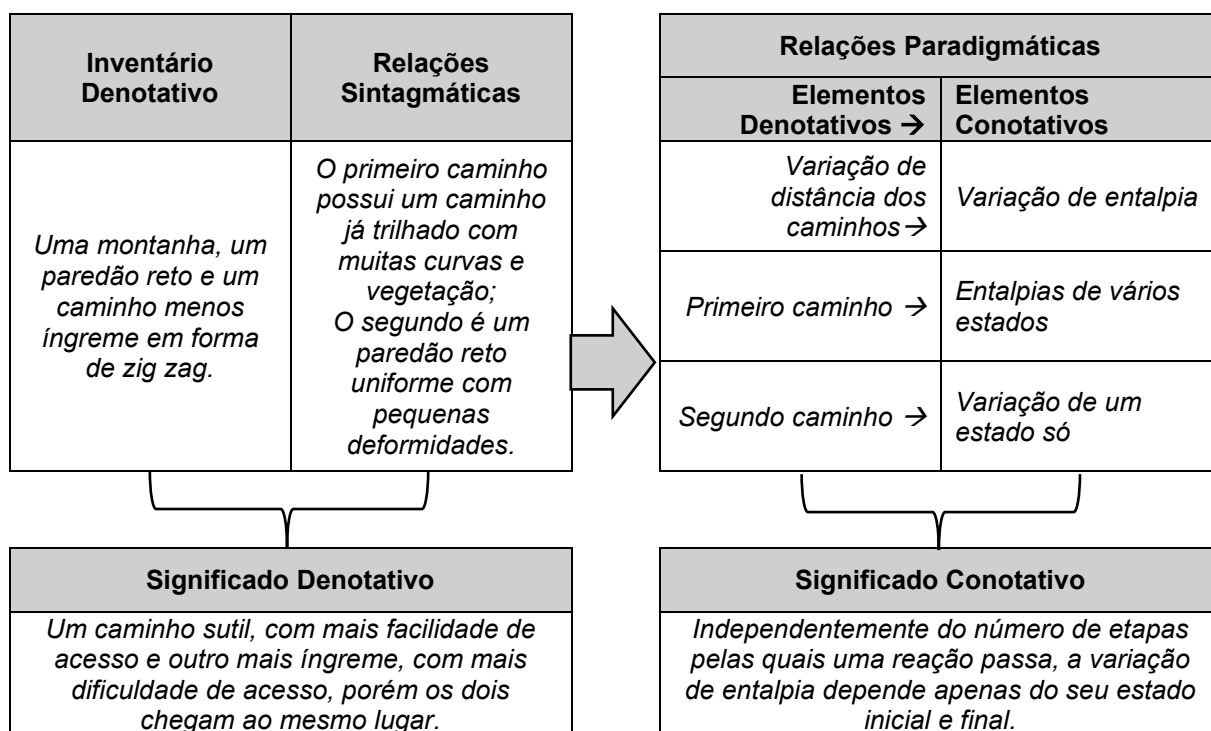 Inventário
Denotativo
Relações
Sintagmáticas
Uma montanha, um
paredão reto e um
caminho menos
íngreme em forma
de zig zag.
O primeiro caminho
possui um caminho
já trilhado com
muitas curvas e
vegetação;
O segundo é um
paredão reto
uniforme com
pequenas
deformidades.
Relações Paradigmáticas
Elementos
Denotativos →
Elementos
Conotativos
Variação de
distância dos
caminhos→
Variação de entalpia
Primeiro caminho →
Entalpias de vários
estados
Segundo caminho →
Variação de um
estado só
Significado Denotativo
Um caminho sutil, com mais facilidade de
acesso e outro mais íngreme, com mais
dificuldade de acesso, porém os dois
chegam ao mesmo lugar.
Significado Conotativo
Independentemente do número de etapas
pelas quais uma reação passa, a variação
de entalpia depende apenas do seu estado
inicial e final.